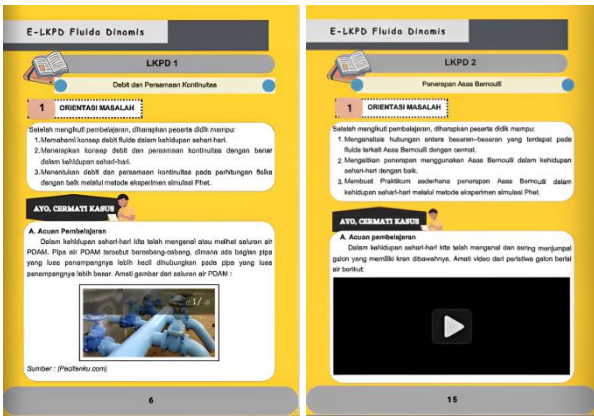 E-LKPD Fluida Dinamis
LKPD 1
Debit dan Persamaan Kontinuitas
1 ORIENTASI MASALAH
Setelah mengikuti pembelajaran, diharapkan peserta didik mampu:
1. Memahami konsep debit fluida dalam kehidupan sehari-hari.
2. Menerapkan konsep debit dan persamaan kontinuitas dengan benar
dalam kehidupan sehari-hari.
3. Menentukan debit dan persamaan kontinuitas pada perhitungan fisika
dengan baik melalui metode eksperimen simulasi Phet.
AYO, CERMATI KASUS
A. Acuan Pembelajaran
Dalam kehidupan sehari-hari kita telah mengenal atau melihat saluran air
PDAM. Pipa air PDAM tersebut bercabang-cabang, dimana ada bagian pipa
yang luas penampangnya lebih kecil dihubungkan pada pipa yang luas
penampangnya lebih besar. Amati gambar dari saluran air PDAM :
Sumber : (Pastienku.com)
6
E-LKPD Fluida Dinamis
LKPD 2
Penerapan Asas Bernoulli
1 ORIENTASI MASALAH
Setelah mengikuti pembalajaran, diharapkan peserta didik mampu:
1. Menganalisis hubungan antara besaran-besaran yang terdapat pada
fluida terkait Asas Bernoulli dengan cermat.
2. Mengaitkan penerapan menggunakan Asas Bernoulli dalam kehidupan
sehari-hari dengan baik.
3. Membuat Praktikum sederhana penerapan Asas Bernoulli dalam
kehidupan sehari-hari melalui metode eksperimen simulasi Phet.
AYO, CERMATI KASUS
A. Acuan pembelajaran
Dalam kehidupan sehari-hari kita telah mengenal dan sering menjumpai
galon yang memiliki kran dibawahnya. Amati video dari peristiwa galon berisi
air berikut:
15